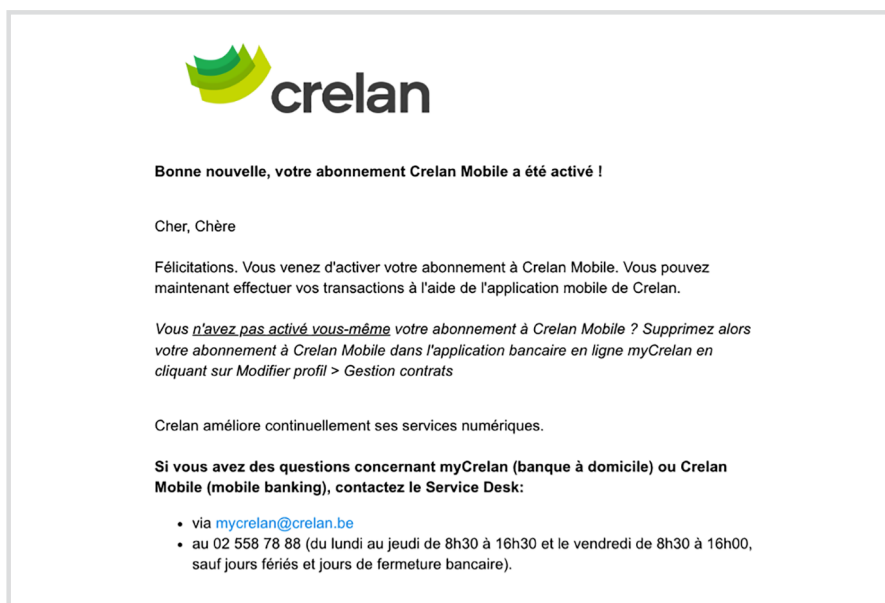 crelan
Bonne nouvelle, votre abonnement Crelan Mobile a été activé !
Cher, Chère
Félicitations. Vous venez d'activer votre abonnement à Crelan Mobile. Vous pouvez
maintenant effectuer vos transactions à l'aide de l'application mobile de Crelan.
Vous n'avez pas activé vous-même votre abonnement à Crelan Mobile ? Supprimez alors
votre abonnement à Crelan Mobile dans l'application bancaire en ligne myCrelan en
cliquant sur Modifier profil > Gestion contrats
Crelan améliore continuellement ses services numériques.
Si vous avez des questions concernant myCrelan (banque à domicile) ou Crelan
Mobile (mobile banking), contactez le Service Desk:
• via mycrelan@crelan.be
• au 02 558 78 88 (du lundi au jeudi de 8h30 à 16h30 et le vendredi de 8h30 à 16h00,
sauf jours fériés et jours de fermeture bancaire).